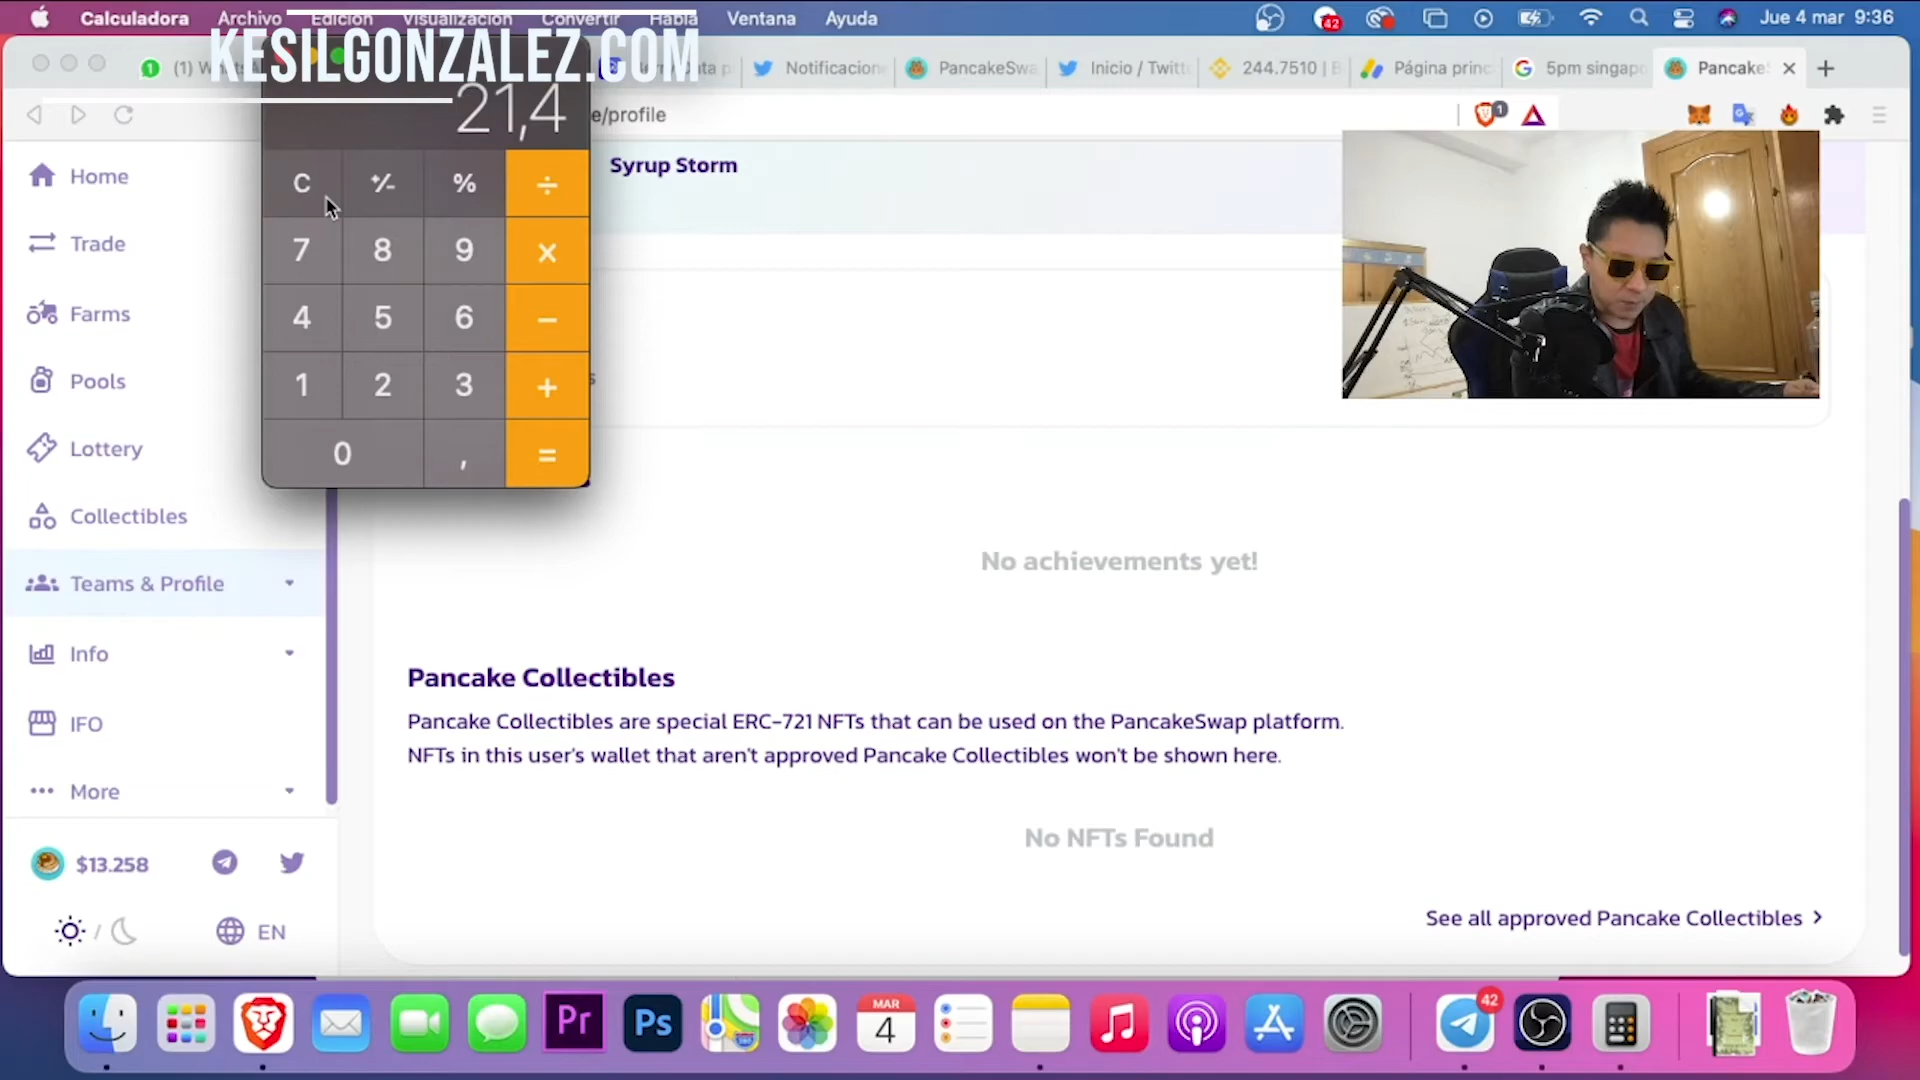 Calculadora Archivo Edición Visualización Convertir Habla Ventana Ayuda
42
Jue 4 mar 9:36
KESILGONZALEZ.COM
Notificacion
PancakeSwa
Inicio / Twitt
244.7510 | B
Página princ
5pm singapo
Pancake
e/profile
1
21,4
C
%
÷
7 8 9 ×
4 5 6 −
1 2 3 +
0 , =
Home
Trade
Farms
Pools
Lottery
Collectibles
Teams & Profile
Info
IFO
More
$13.258
EN
Syrup Storm
No achievements yet!
Pancake Collectibles
Pancake Collectibles are special ERC-721 NFTs that can be used on the PancakeSwap platform.
NFTs in this user's wallet that aren't approved Pancake Collectibles won't be shown here.
No NFTs Found
See all approved Pancake Collectibles
Pr
Ps
MAR
4
42